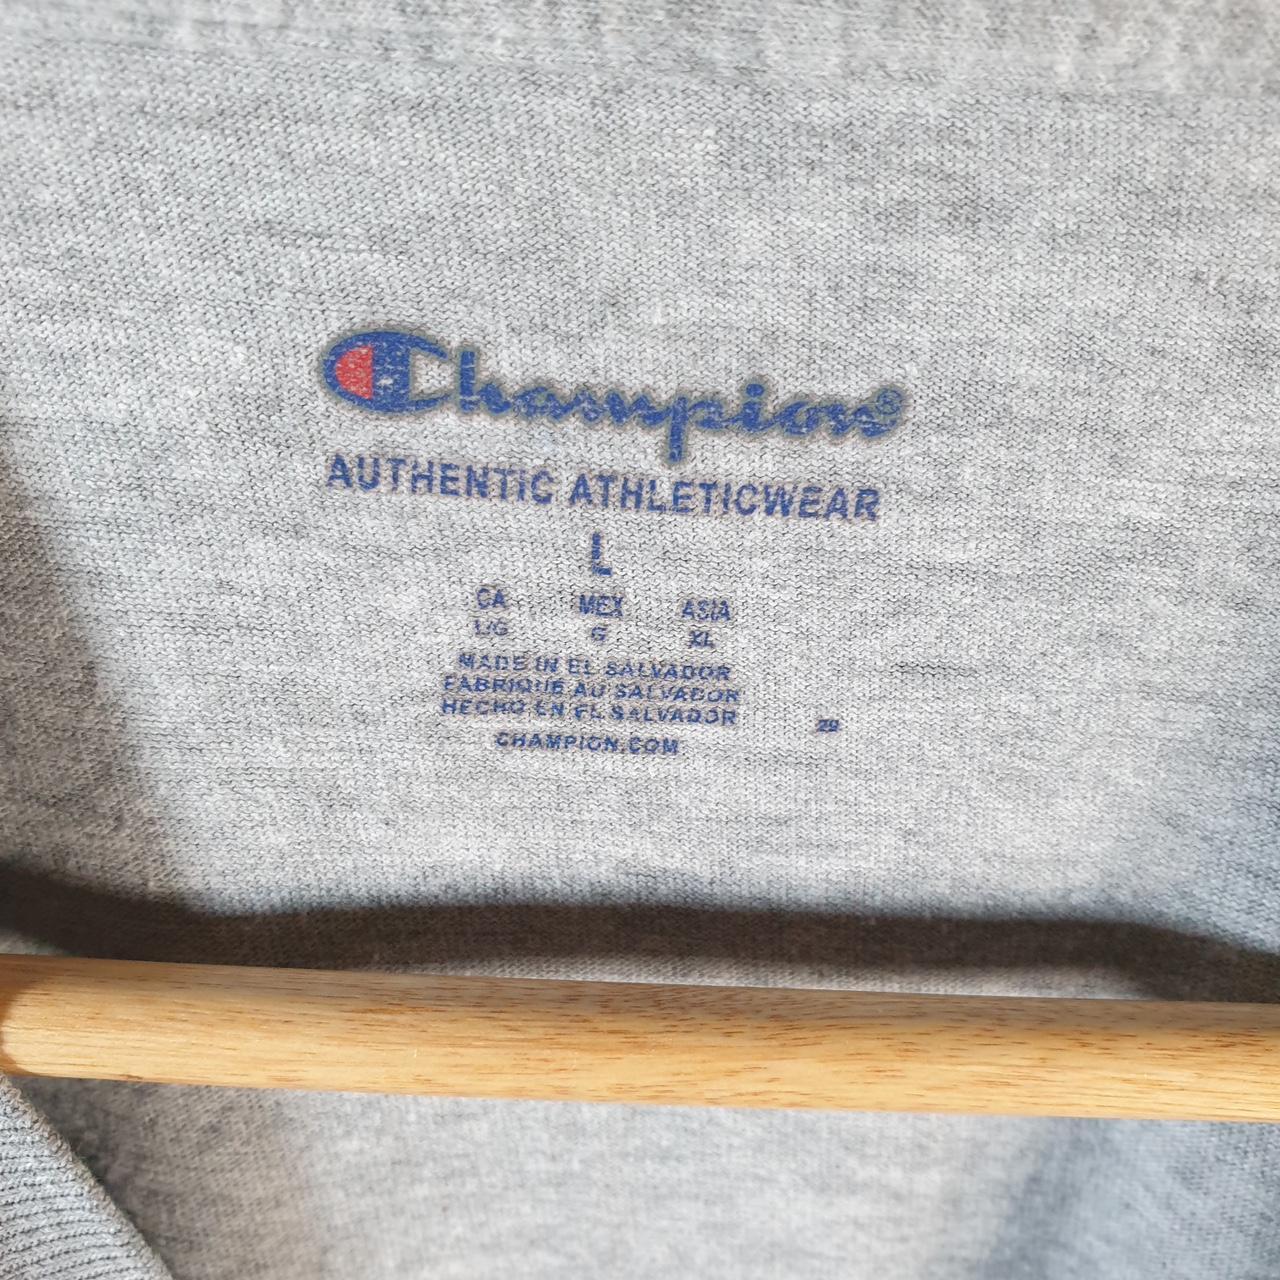 Champion®
AUTHENTIC ATHLETICWEAR
L
CA MEX ASIA
L/G G XL
MADE IN EL SALVADOR
FABRIQUÉ AU SALVADOR
HECHO EN EL SALVADOR
29
CHAMPION.COM